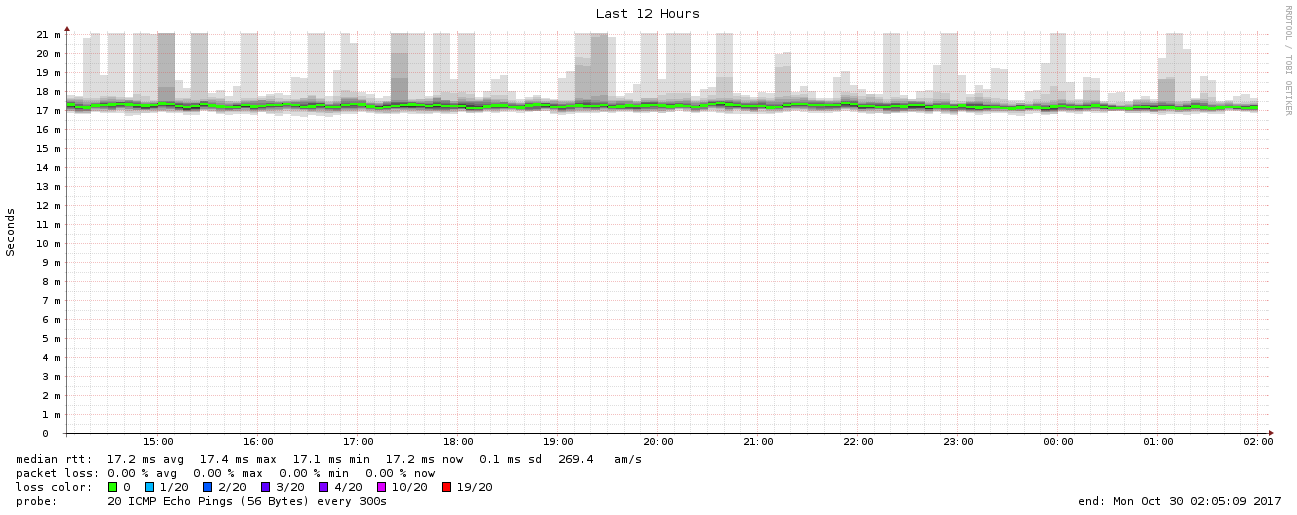 Last 12 Hours
RRDTOOL / TOBI OETIKER
Seconds
21 m
20 m
19 m
18 m
17 m
16 m
15 m
14 m
13 m
12 m
11 m
10 m
9 m
8 m
7 m
6 m
5 m
4 m
3 m
2 m
1 m
0
15:00 16:00 17:00 18:00 19:00 20:00 21:00 22:00 23:00 00:00 01:00 02:00
median rtt: 17.2 ms avg 17.4 ms max 17.1 ms min 17.2 ms now 0.1 ms sd 269.4 am/s
packet loss: 0.00 % avg 0.00 % max 0.00 % min 0.00 % now
loss color: 0 1/20 2/20 3/20 4/20 10/20 19/20
probe: 20 ICMP Echo Pings (56 Bytes) every 300s end: Mon Oct 30 02:05:09 2017